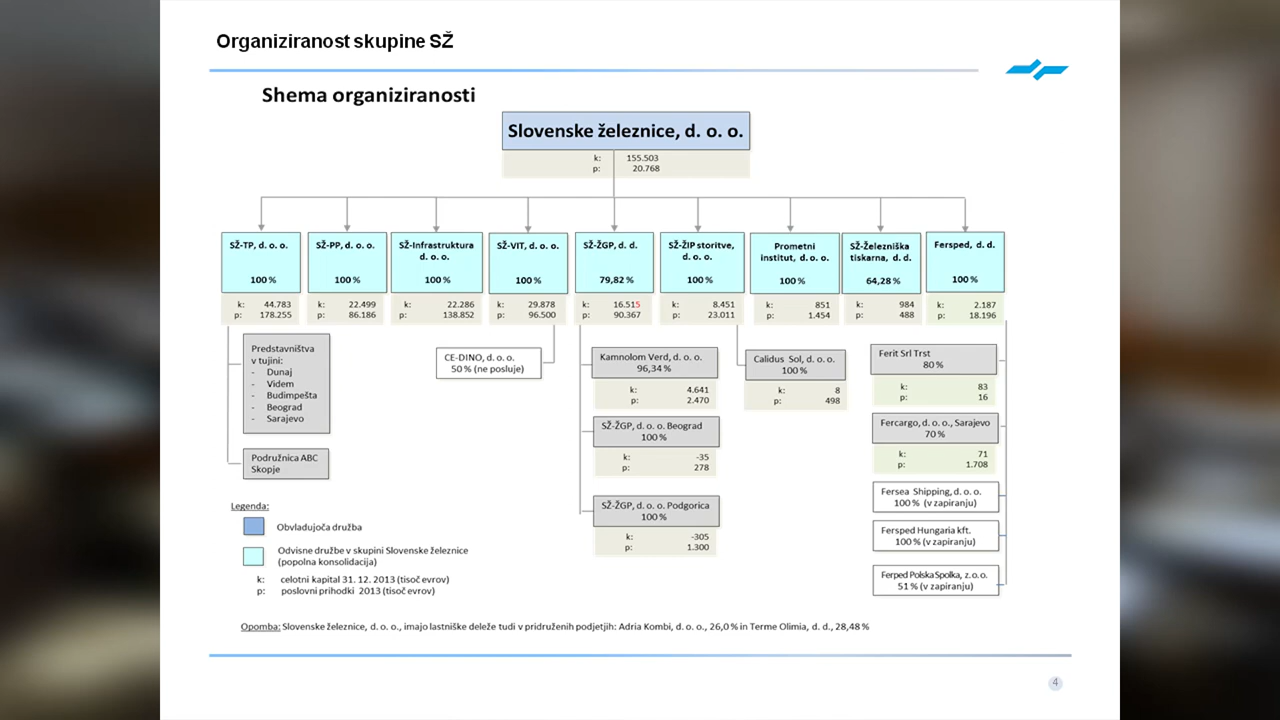 Organiziranost skupine SŽ
Shema organiziranosti
Slovenske železnice, d. o. o.
k: 155.503
p: 20.768
SŽ-TP, d. o. o.
100 %
k: 44.783
p: 178.255
SŽ-PP, d. o. o.
100 %
k: 22.499
p: 86.186
SŽ-Infrastruktura
d. o. o.
100 %
k: 22.286
p: 138.852
SŽ-VIT, d. o. o.
100 %
k: 29.878
p: 96.500
SŽ-ŽGP, d. d.
79,82 %
k: 16.515
p: 90.367
SŽ-ŽIP storitve,
d. o. o.
100 %
k: 8.451
p: 23.011
Prometni
institut, d. o. o.
100 %
k: 851
p: 1.454
SŽ-Železniška
tiskarna, d. d.
64,28 %
k: 984
p: 488
Fersped, d. d.
100 %
k: 2.187
p: 18.196
Predstavništva
v tujini:
- Dunaj
- Videm
- Budimpešta
- Beograd
- Sarajevo
Podružnica ABC
Skopje
CE-DINO, d. o. o.
50 % (ne posluje)
Kamnolom Verd, d. o. o.
96,34 %
k: 4.641
p: 2.470
SŽ-ŽGP, d. o. o. Beograd
100 %
k: -35
p: 278
SŽ-ŽGP, d. o. o. Podgorica
100 %
k: -305
p: 1.300
Calidus Sol, d. o. o.
100 %
k: 8
p: 498
Ferit Srl Trst
80 %
k: 83
p: 16
Fercargo, d. o. o., Sarajevo
70 %
k: 71
p: 1.708
Fersea Shipping, d. o. o.
100 % (v zapiranju)
Fersped Hungaria kft.
100 % (v zapiranju)
Ferped Polska Spolka, z. o. o.
51 % (v zapiranju)
Legenda:
Obvladujoča družba
Odvisne družbe v skupini Slovenske železnice
(popolna konsolidacija)
k: celotni kapital 31. 12. 2013 (tisoč evrov)
p: poslovni prihodki 2013 (tisoč evrov)
Opomba: Slovenske železnice, d. o. o., imajo lastniške deleže tudi v pridruženih podjetjih: Adria Kombi, d. o. o., 26,0 % in Terme Olimia, d. d., 28,48 %
4